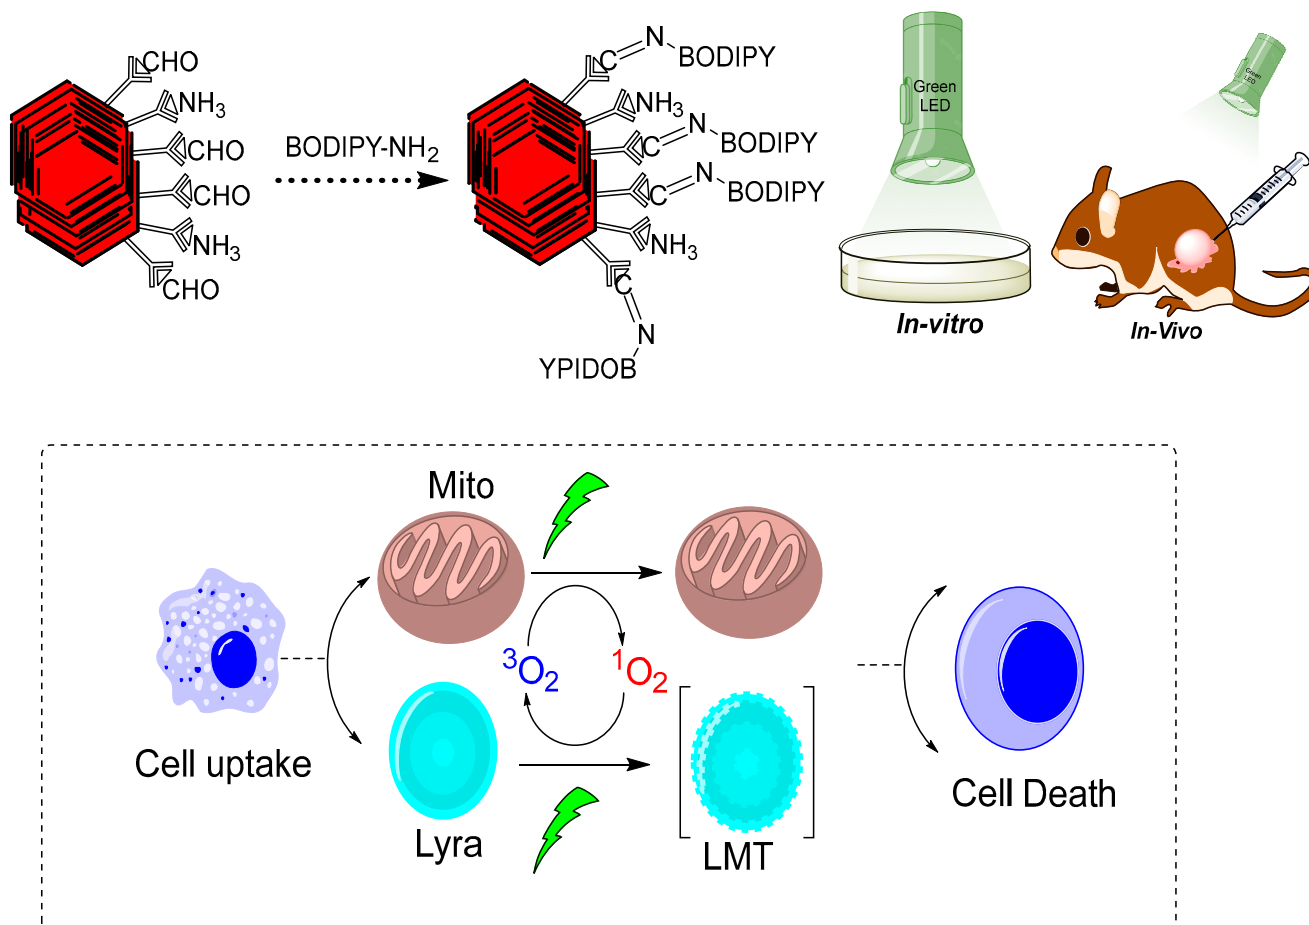 CHO
NH3
CHO
CHO
NH3
CHO
BODIPY-NH2
C
N
BODIPY
NH3
C
N
BODIPY
C
N
BODIPY
NH3
C
N
YPIDOB
Green
LED
In-vitro
Green
LED
In-Vivo
Mito
3O2
1O2
Cell uptake
Lyra
LMT
Cell Death